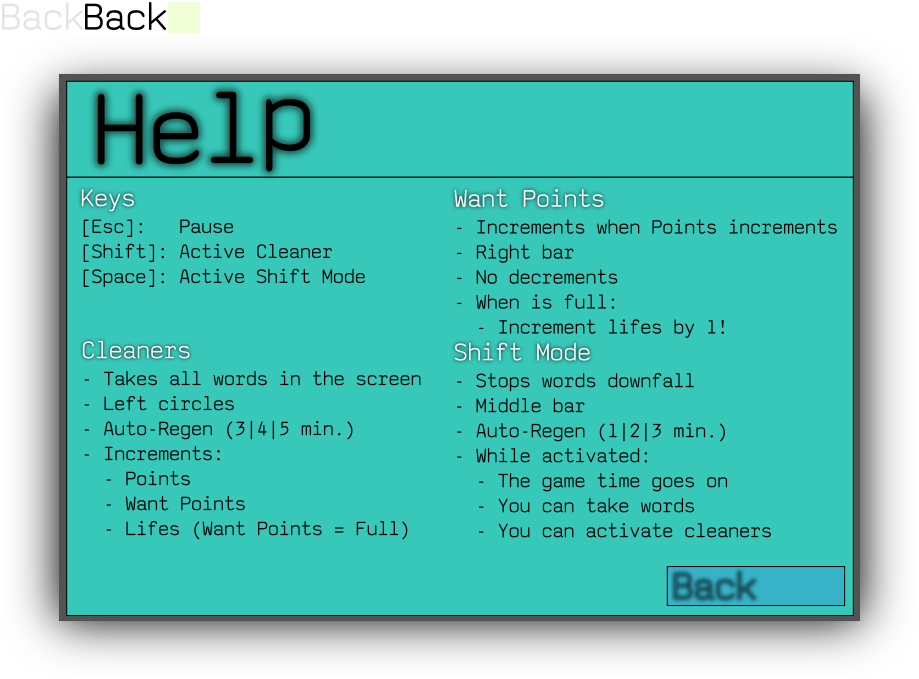 BackBack
Help
Keys
[Esc]: Pause
[Shift]: Active Cleaner
[Space]: Active Shift Mode
Want Points
- Increments when Points increments
- Right bar
- No decrements
- When is full:
- Increment lifes by 1!
Cleaners
- Takes all words in the screen
- Left circles
- Auto-Regen (3|4|5 min.)
- Increments:
- Points
- Want Points
- Lifes (Want Points = Full)
Shift Mode
- Stops words downfall
- Middle bar
- Auto-Regen (1|2|3 min.)
- While activated:
- The game time goes on
- You can take words
- You can activate cleaners
Back